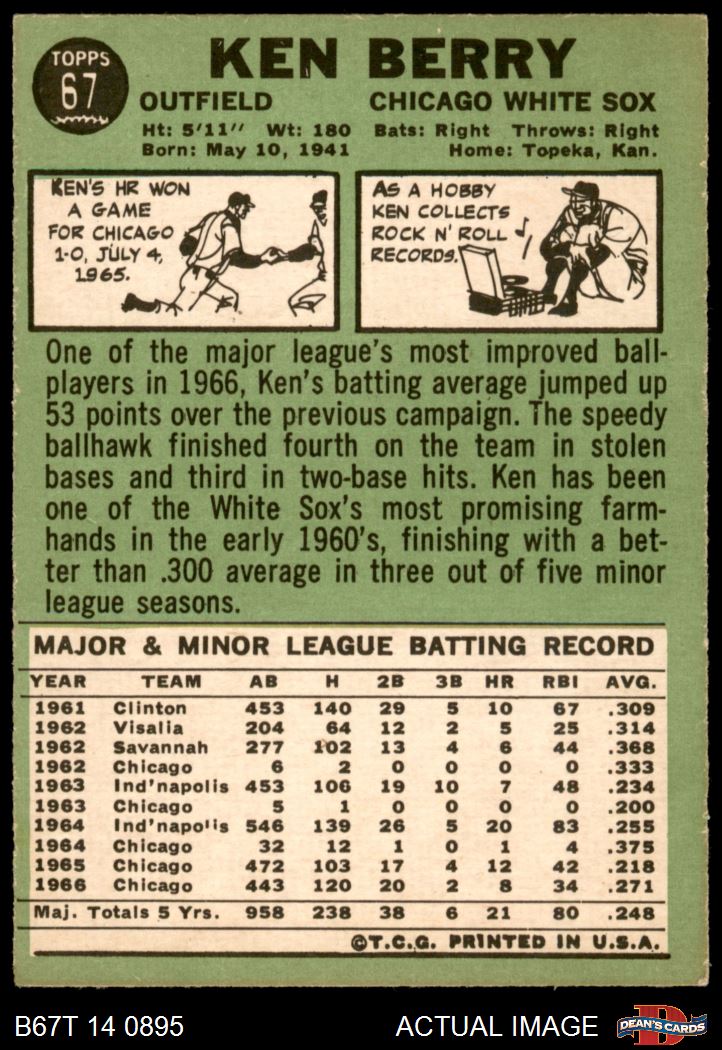 TOPPS
67
KEN BERRY
OUTFIELD CHICAGO WHITE SOX
Ht: 5'11" Wt: 180 Bats: Right Throws: Right
Born: May 10, 1941 Home: Topeka, Kan.
KEN'S HR WON
A GAME
FOR CHICAGO
1-0, JULY 4,
1965.
AS A HOBBY
KEN COLLECTS
ROCK N' ROLL
RECORDS.
One of the major league's most improved ball-
players in 1966, Ken's batting average jumped up
53 points over the previous campaign. The speedy
ballhawk finished fourth on the team in stolen
bases and third in two-base hits. Ken has been
one of the White Sox's most promising farm-
hands in the early 1960's, finishing with a bet-
ter than .300 average in three out of five minor
league seasons.
MAJOR & MINOR LEAGUE BATTING RECORD
YEAR TEAM AB H 2B 3B HR RBI AVG.
1961 Clinton 453 140 29 5 10 67 .309
1962 Visalia 204 64 12 2 5 25 .314
1962 Savannah 277 102 13 4 6 44 .368
1962 Chicago 6 2 0 0 0 0 .333
1963 Ind'napolis 453 106 19 10 7 48 .234
1963 Chicago 5 1 0 0 0 0 .200
1964 Ind'napolis 546 139 26 5 20 83 .255
1964 Chicago 32 12 1 0 1 4 .375
1965 Chicago 472 103 17 4 12 42 .218
1966 Chicago 443 120 20 2 8 34 .271
Maj. Totals 5 Yrs. 958 238 38 6 21 80 .248
©T.C.G. PRINTED IN U.S.A.
B67T 14 0895 ACTUAL IMAGE D DEAN'S CARDS